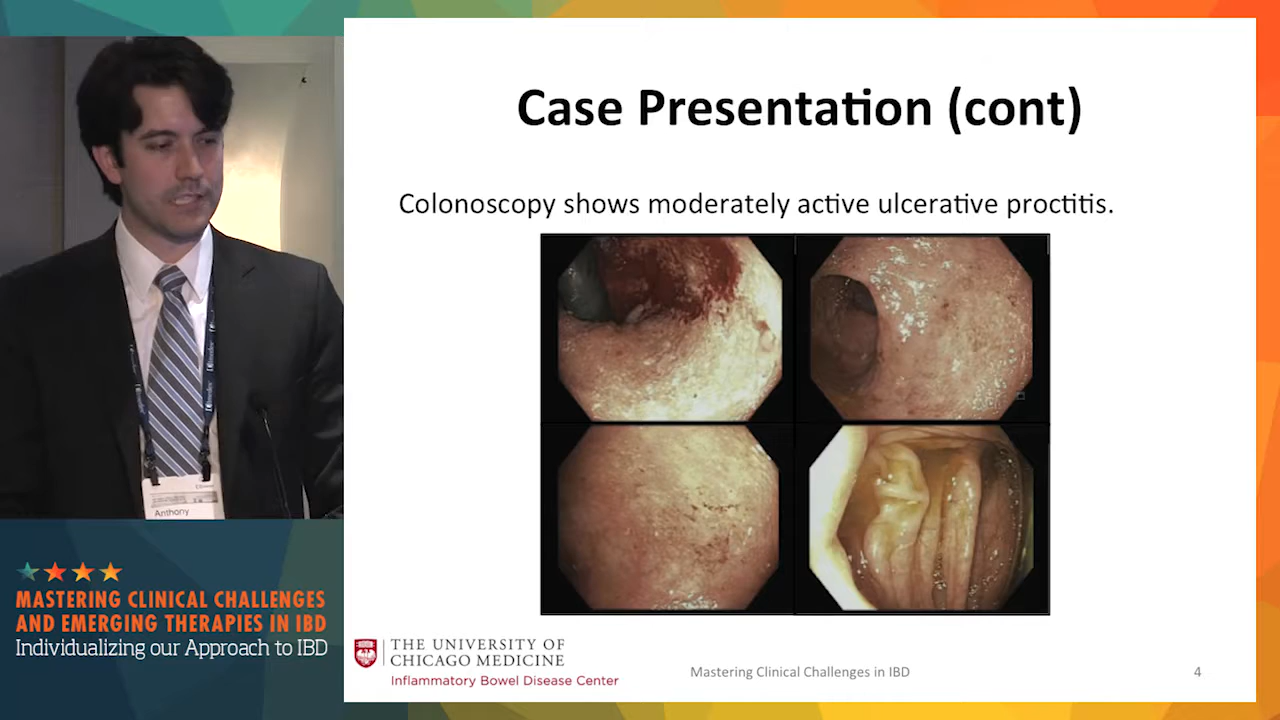 Case Presentation (cont)
Colonoscopy shows moderately active ulcerative proctitis.
Anthony
MASTERING CLINICAL CHALLENGES
AND EMERGING THERAPIES IN IBD
Individualizing our Approach to IBD
THE UNIVERSITY OF
CHICAGO MEDICINE
Inflammatory Bowel Disease Center
Mastering Clinical Challenges in IBD
4